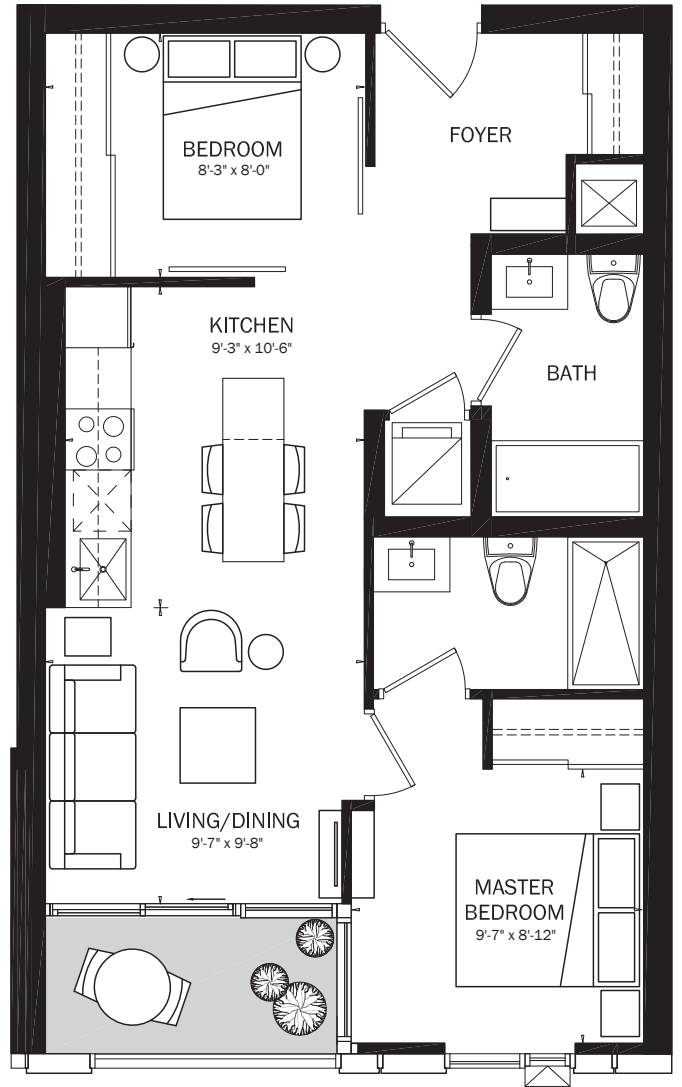 FOYER
BEDROOM
8'-3" x 8'-0"
KITCHEN
9'-3" x 10'-6"
BATH
LIVING/DINING
9'-7" x 9'-8"
MASTER
BEDROOM
9'-7" x 8'-12"